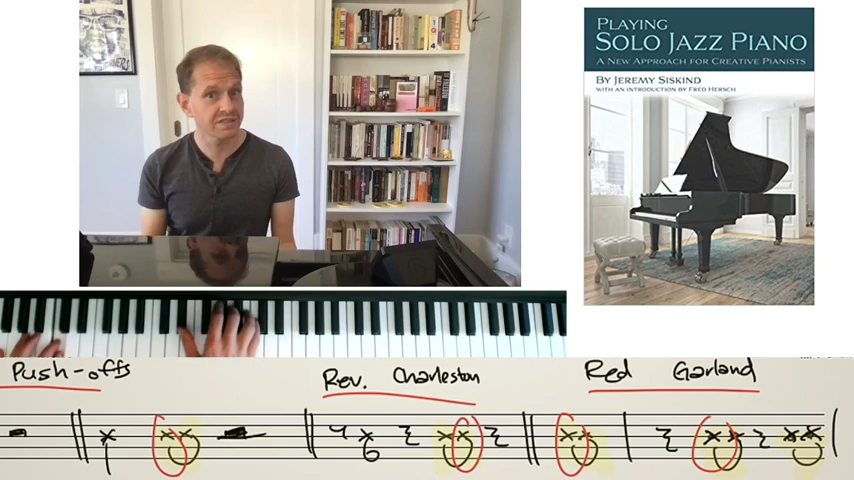 PLAYING
SOLO JAZZ PIANO
A NEW APPROACH FOR CREATIVE PIANISTS
BY JEREMY SISKIND
WITH AN INTRODUCTION BY FRED HERSCH
Push-offs
Rev. Charleston
Red Garland